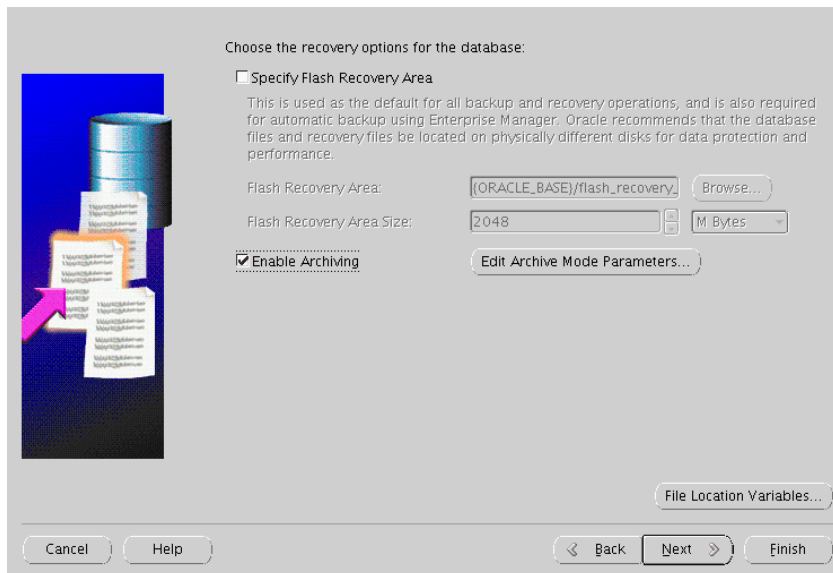 Choose the recovery options for the database:
Specify Flash Recovery Area
This is used as the default for all backup and recovery operations, and is also required
for automatic backup using Enterprise Manager. Oracle recommends that the database
files and recovery files be located on physically different disks for data protection and
performance.
Flash Recovery Area:
{ORACLE_BASE}/flash_recovery_
Browse...
Flash Recovery Area Size:
2048
M Bytes
Enable Archiving
Edit Archive Mode Parameters...
File Location Variables...
Cancel
Help
Back
Next
Finish